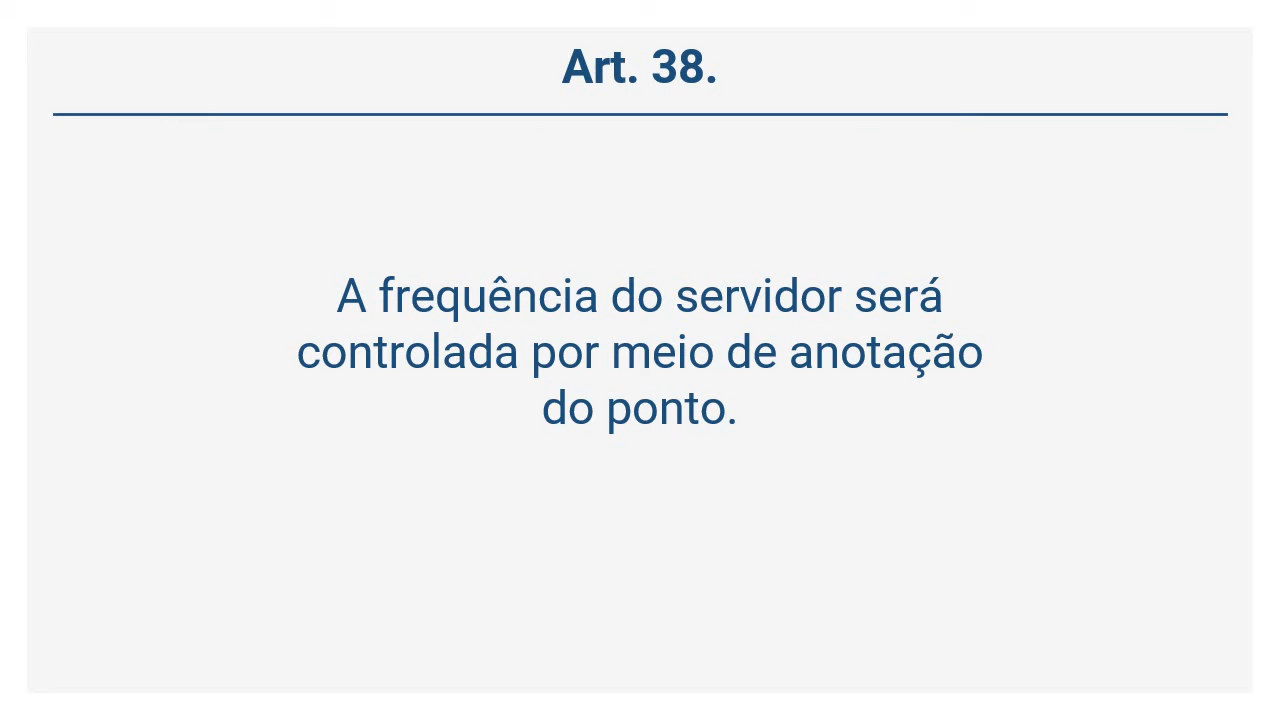 Art. 38.
A frequência do servidor será
controlada por meio de anotação
do ponto.